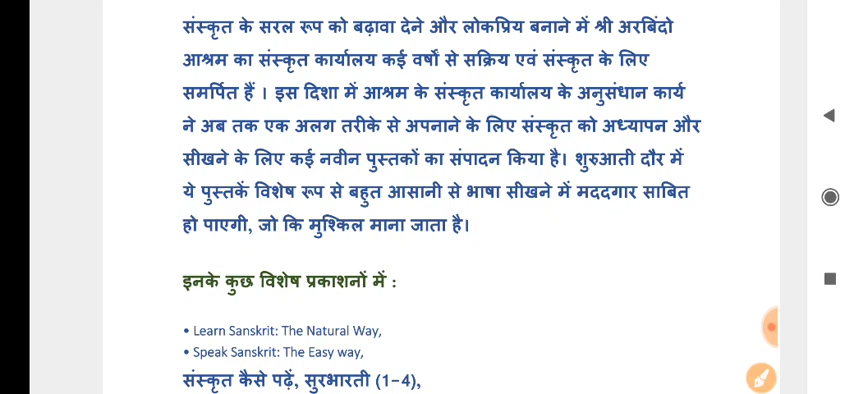 संस्कृत के सरल रूप को बढ़ावा देने और लोकप्रिय बनाने में श्री अरबिंदो
आश्रम का संस्कृत कार्यालय कई वर्षों से सक्रिय एवं संस्कृत के लिए
समर्पित हैं । इस दिशा में आश्रम के संस्कृत कार्यालय के अनुसंधान कार्य
ने अब तक एक अलग तरीके से अपनाने के लिए संस्कृत को अध्यापन और
सीखने के लिए कई नवीन पुस्तकों का संपादन किया है। शुरुआती दौर में
ये पुस्तकें विशेष रूप से बहुत आसानी से भाषा सीखने में मददगार साबित
हो पाएगी, जो कि मुश्किल माना जाता है।
इनके कुछ विशेष प्रकाशनों में :
• Learn Sanskrit: The Natural Way,
• Speak Sanskrit: The Easy way,
संस्कृत कैसे पढ़ें, सुरभारती (1-4),